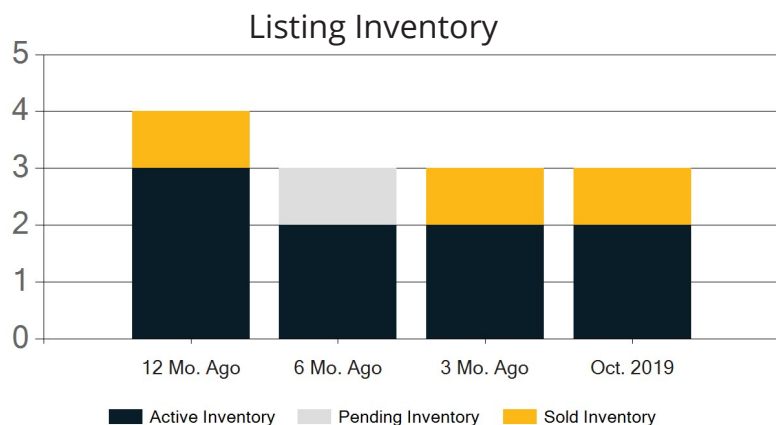 Listing Inventory
5
4
3
2
1
0
12 Mo. Ago 6 Mo. Ago 3 Mo. Ago Oct. 2019
Active Inventory Pending Inventory Sold Inventory